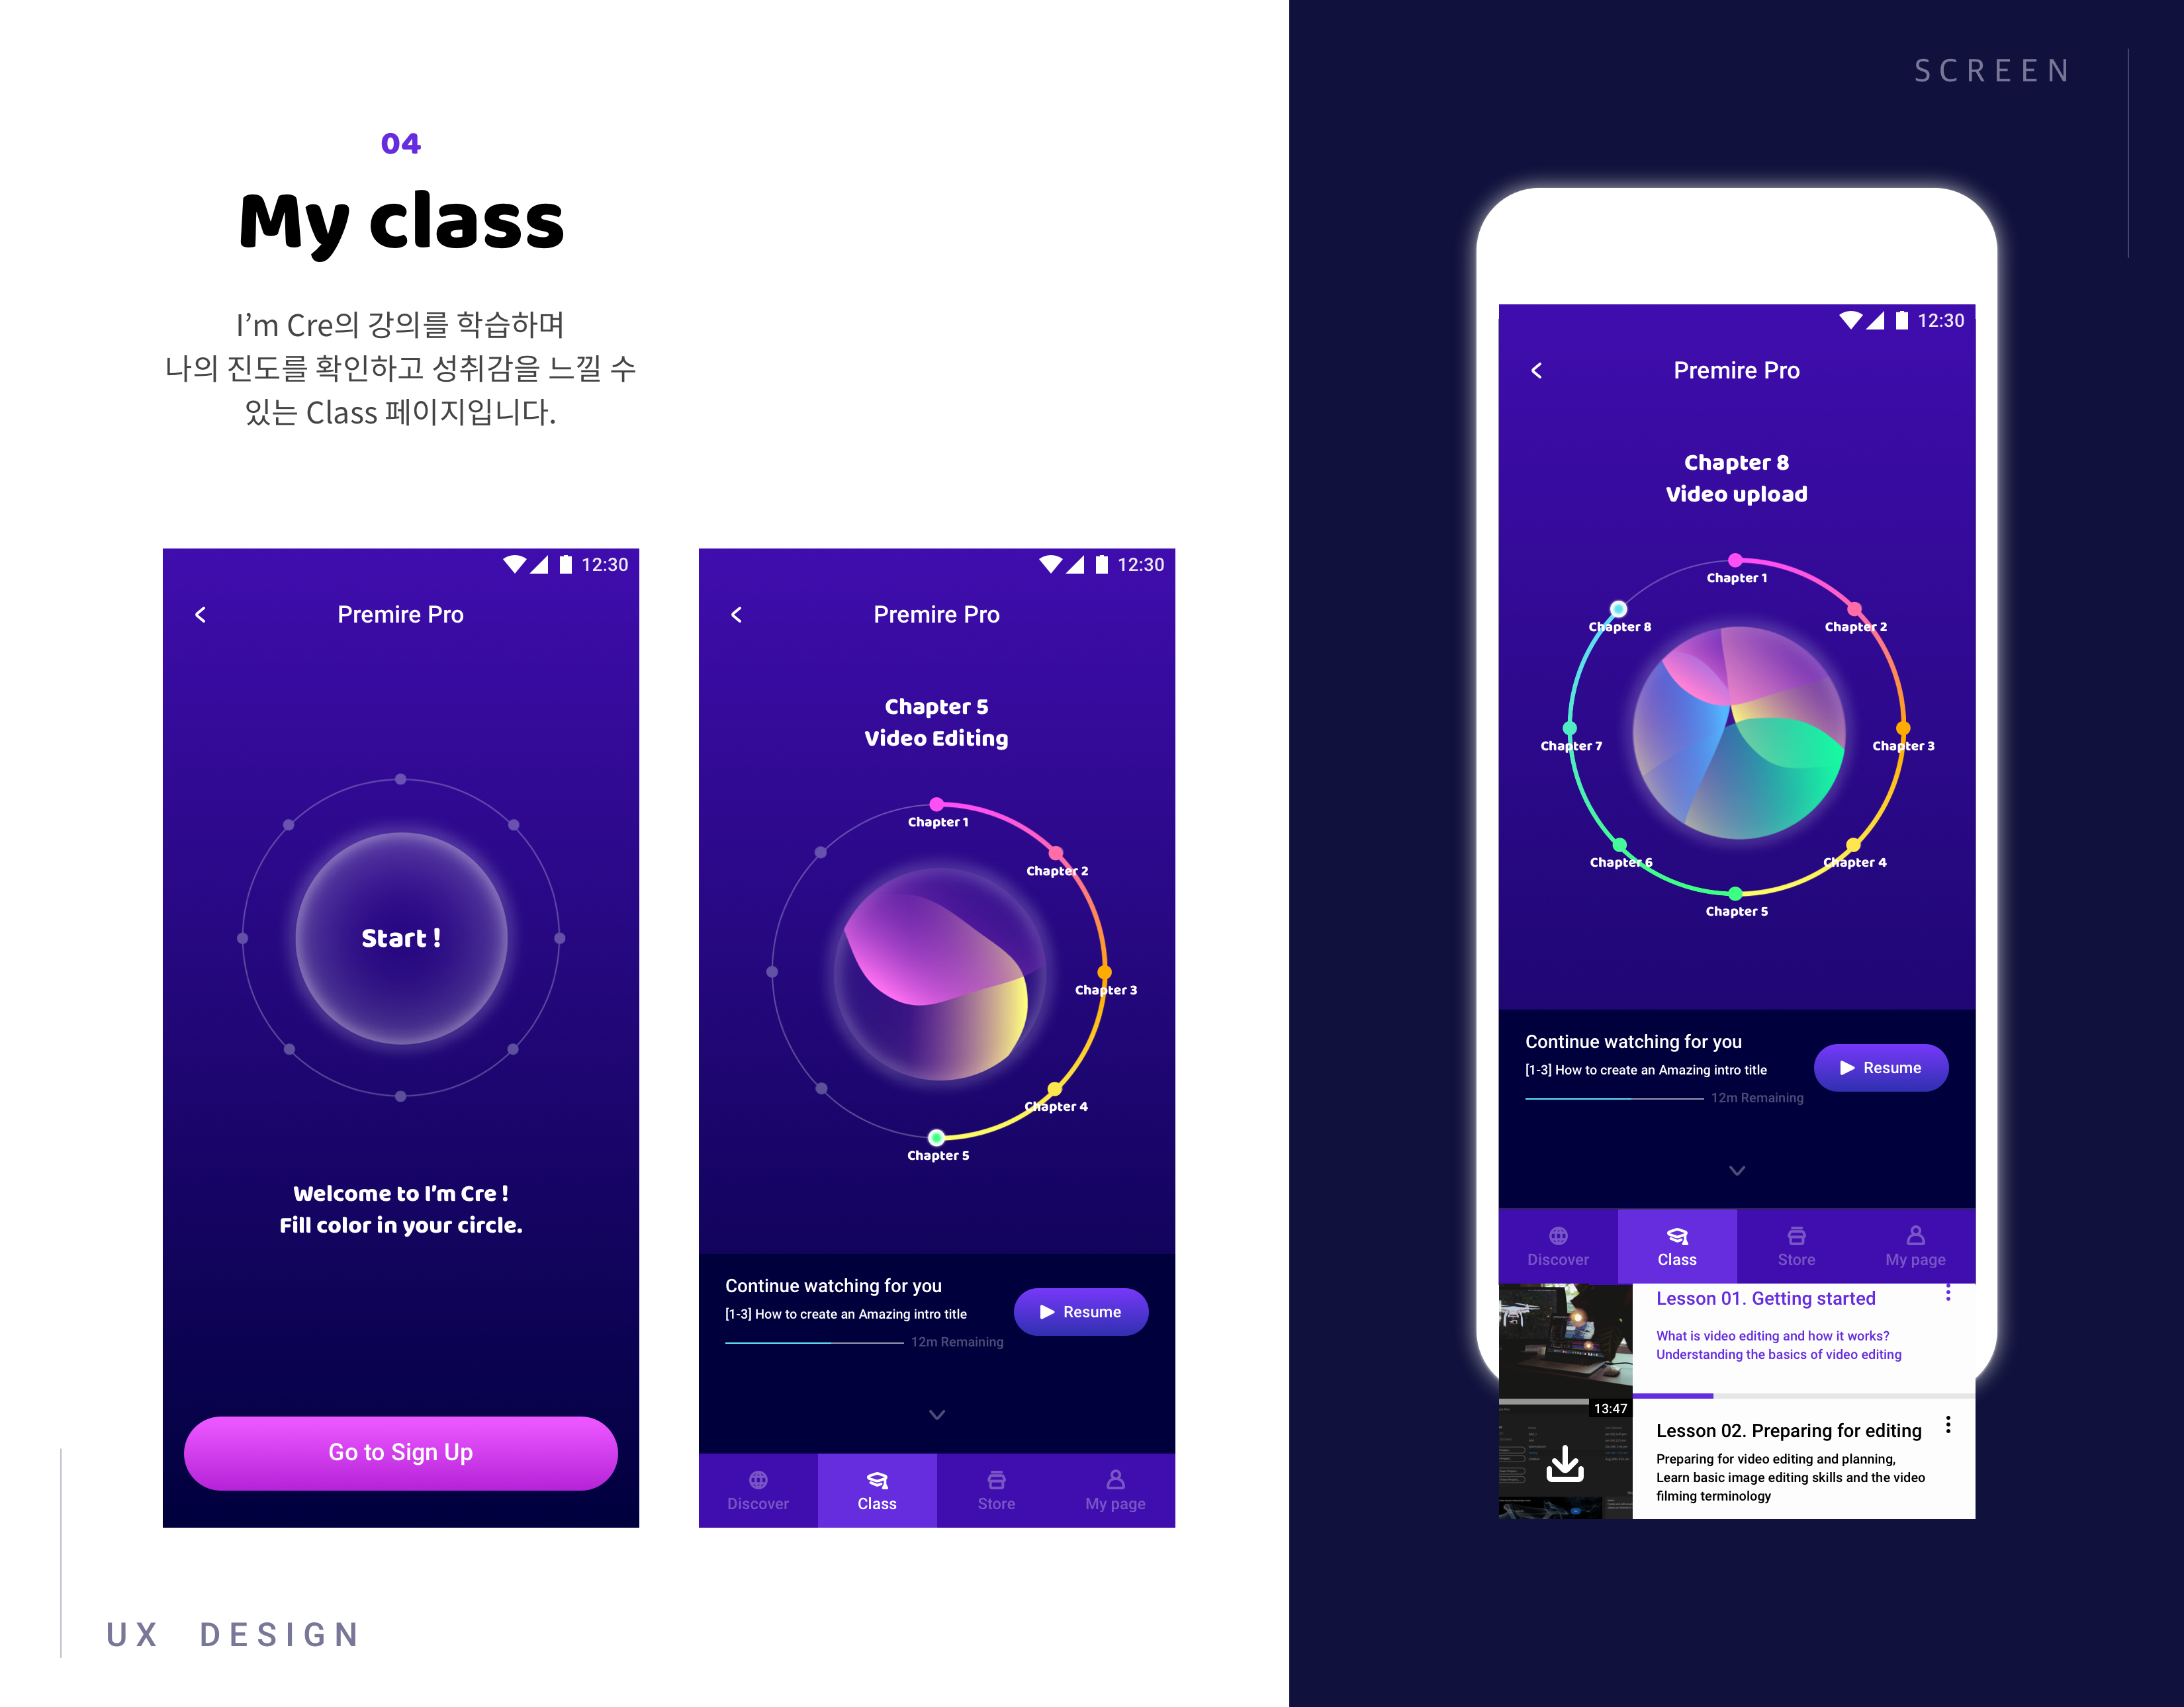 SCREEN
04
My class
I’m Cre의 강의를 학습하며
나의 진도를 확인하고 성취감을 느낄 수
있는 Class 페이지입니다.
12:30
Premire Pro
Start !
Welcome to I’m Cre !
Fill color in your circle.
Go to Sign Up
12:30
Premire Pro
Chapter 5
Video Editing
Chapter 1
Chapter 2
Chapter 3
Chapter 4
Chapter 5
Continue watching for you
[1-3] How to create an Amazing intro title
12m Remaining
Resume
Discover
Class
Store
My page
12:30
Premire Pro
Chapter 8
Video upload
Chapter 1
Chapter 8
Chapter 2
Chapter 7
Chapter 3
Chapter 6
Chapter 4
Chapter 5
Continue watching for you
[1-3] How to create an Amazing intro title
12m Remaining
Resume
Discover
Class
Store
My page
Lesson 01. Getting started
What is video editing and how it works?
Understanding the basics of video editing
13:47
Lesson 02. Preparing for editing
Preparing for video editing and planning,
Learn basic image editing skills and the video
filming terminology
UX DESIGN